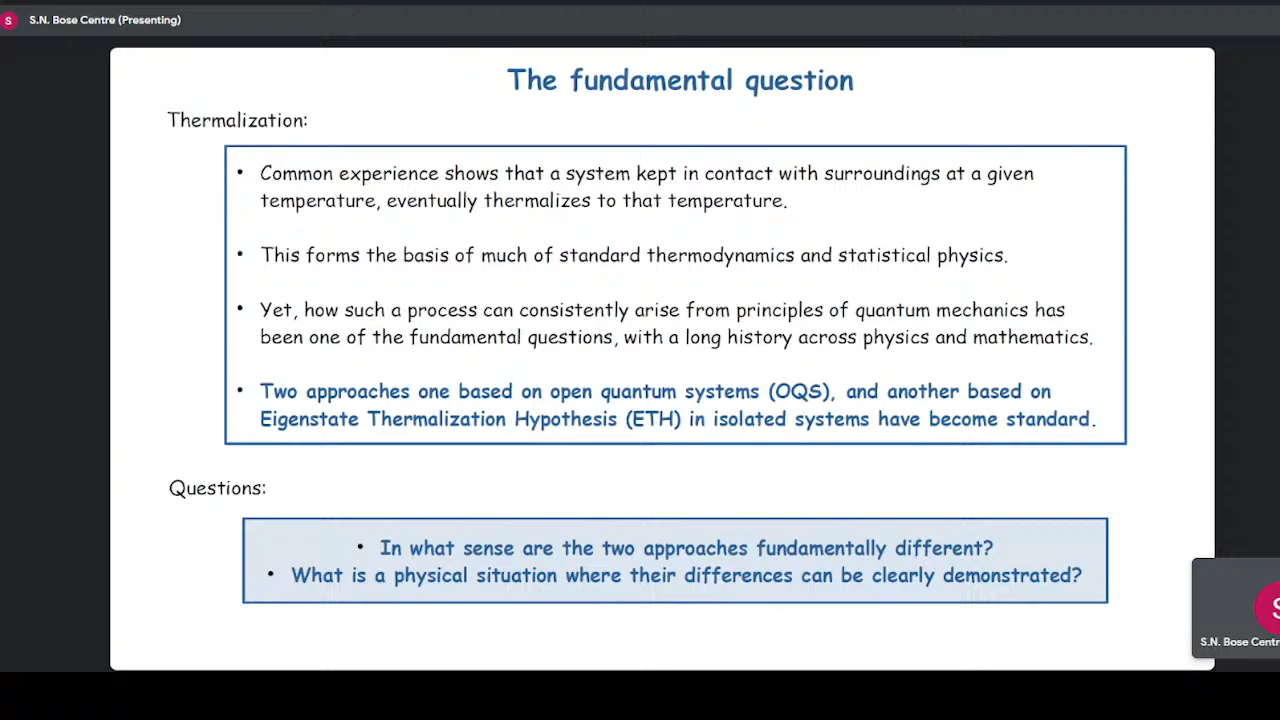 S
S.N. Bose Centre (Presenting)
The fundamental question
Thermalization:
• Common experience shows that a system kept in contact with surroundings at a given
temperature, eventually thermalizes to that temperature.
• This forms the basis of much of standard thermodynamics and statistical physics.
• Yet, how such a process can consistently arise from principles of quantum mechanics has
been one of the fundamental questions, with a long history across physics and mathematics.
• Two approaches one based on open quantum systems (OQS), and another based on
Eigenstate Thermalization Hypothesis (ETH) in isolated systems have become standard.
Questions:
• In what sense are the two approaches fundamentally different?
• What is a physical situation where their differences can be clearly demonstrated?
S
S.N. Bose Centr